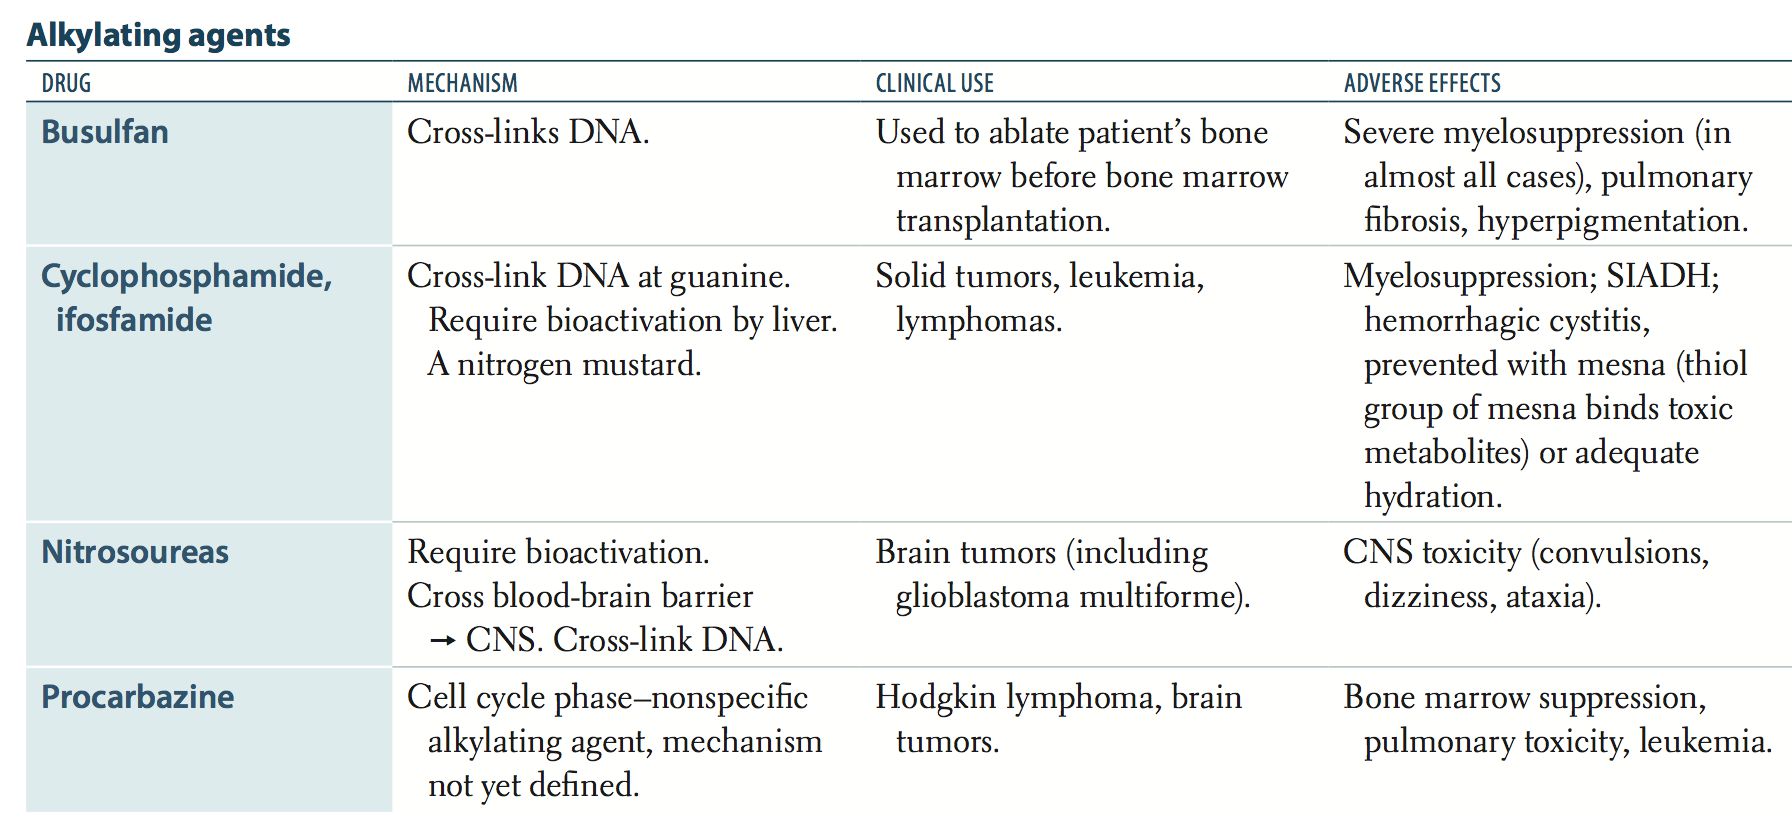 Alkylating agents
DRUG MECHANISM CLINICAL USE ADVERSE EFFECTS
Busulfan
Cross-links DNA.
Used to ablate patient’s bone
marrow before bone marrow
transplantation.
Severe myelosuppression (in
almost all cases), pulmonary
fibrosis, hyperpigmentation.
Cyclophosphamide,
ifosfamide
Cross-link DNA at guanine.
Require bioactivation by liver.
A nitrogen mustard.
Solid tumors, leukemia,
lymphomas.
Myelosuppression; SIADH;
hemorrhagic cystitis,
prevented with mesna (thiol
group of mesna binds toxic
metabolites) or adequate
hydration.
Nitrosoureas
Require bioactivation.
Cross blood-brain barrier
→ CNS. Cross-link DNA.
Brain tumors (including
glioblastoma multiforme).
CNS toxicity (convulsions,
dizziness, ataxia).
Procarbazine
Cell cycle phase–nonspecific
alkylating agent, mechanism
not yet defined.
Hodgkin lymphoma, brain
tumors.
Bone marrow suppression,
pulmonary toxicity, leukemia.